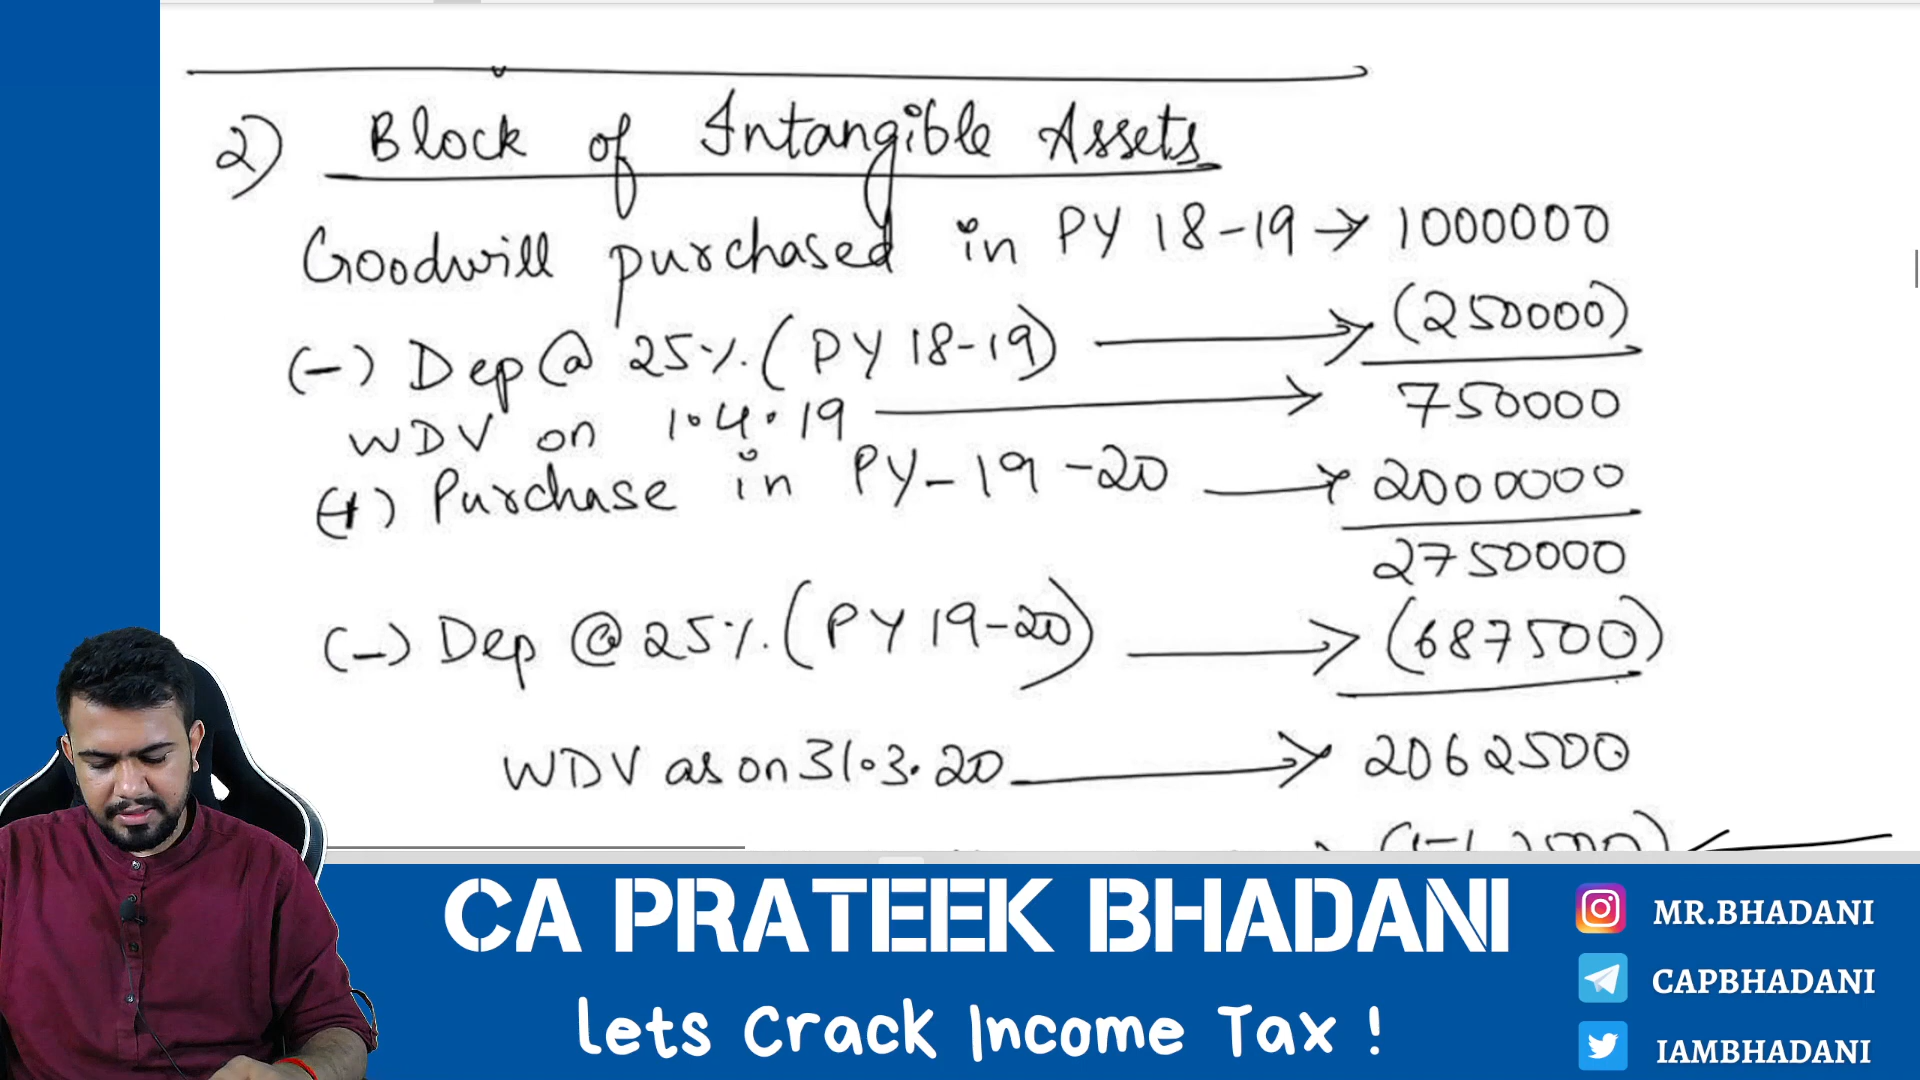 2) Block of Intangible Assets
Goodwill purchased in PY 18-19 → 1000000
(-) Dep @ 25%. (PY 18-19) → (250000)
WDV on 1.4.19 → 750000
(+) Purchase in PY-19-20 → 2000000
2750000
(-) Dep @ 25%. (PY 19-20) → (687500)
WDV as on 31.3.20 → 2062500
CA PRATEEK BHADANI
Lets Crack Income Tax !
MR.BHADANI
CAPBHADANI
IAMBHADANI